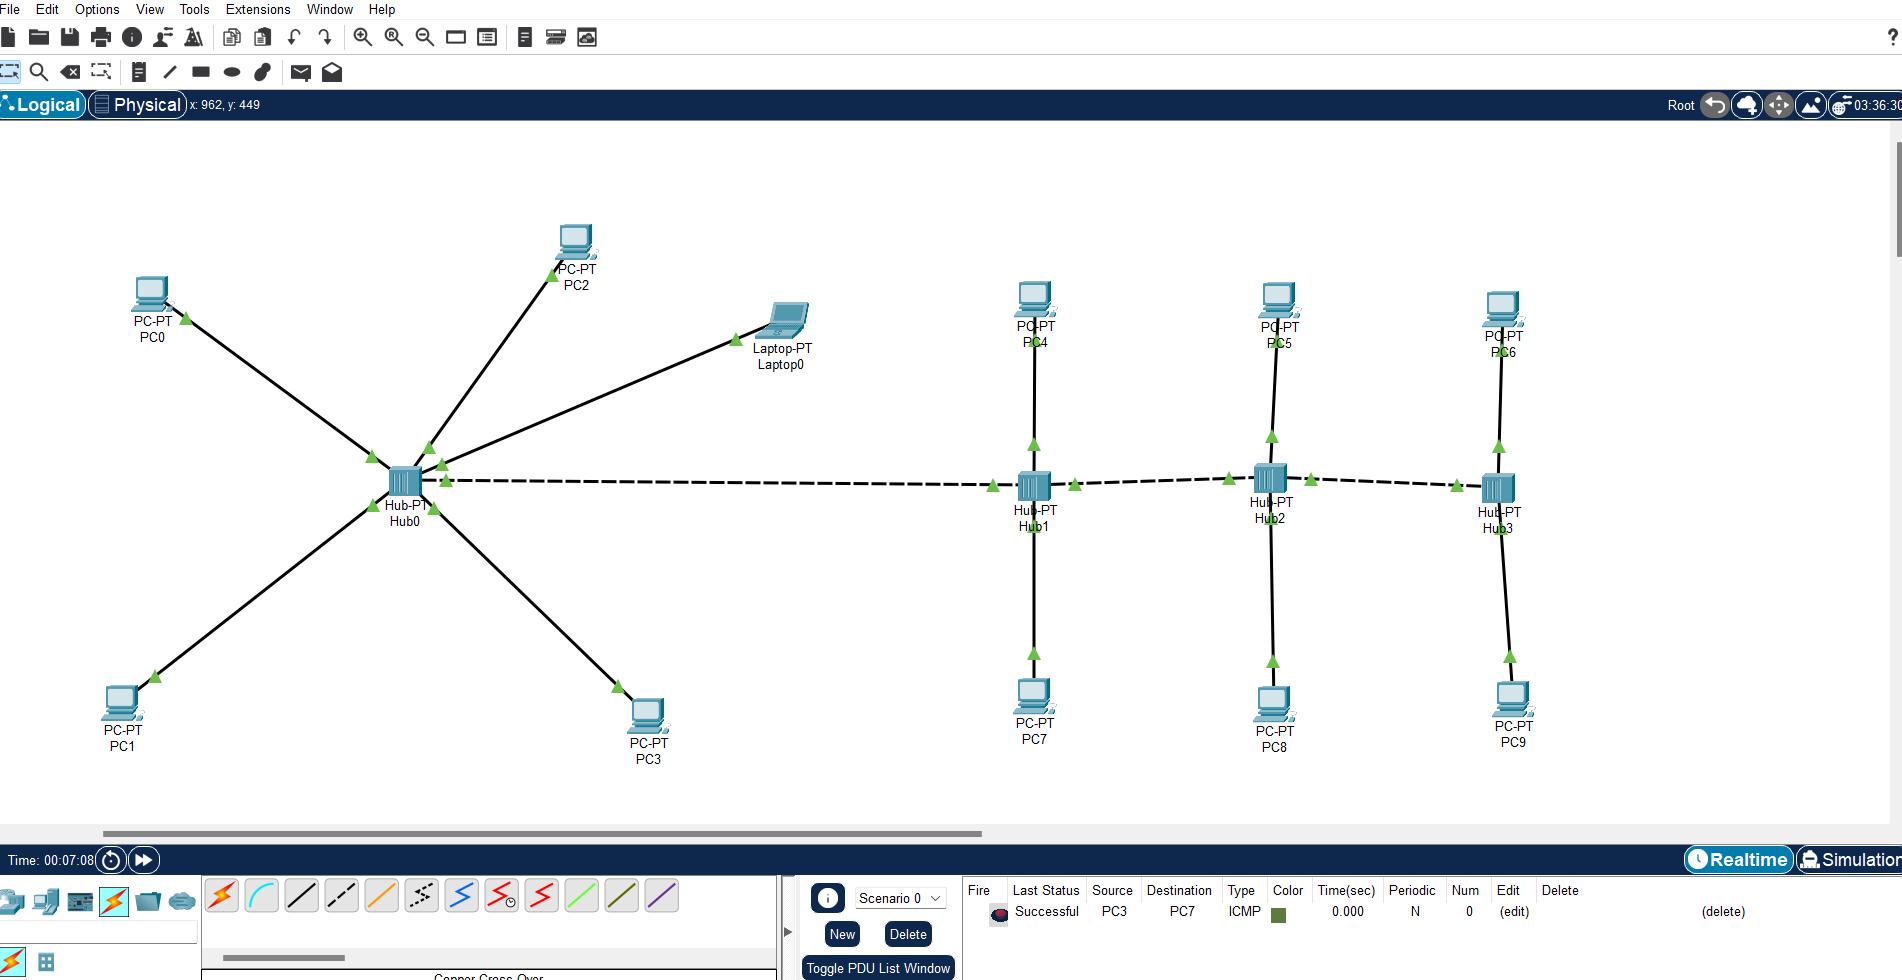 File Edit Options View Tools Extensions Window Help
Logical Physical x: 962, y: 449 Root 03:36:30
PC-PT
PC2
PC-PT
PC0
Laptop-PT
Laptop0
PC-PT
PC4
PC-PT
PC5
PC-PT
PC6
Hub-PT
Hub0
Hub-PT
Hub1
Hub-PT
Hub2
Hub-PT
Hub3
PC-PT
PC1
PC-PT
PC3
PC-PT
PC7
PC-PT
PC8
PC-PT
PC9
Time: 00:07:08 Realtime Simulation
Scenario 0
New Delete
Toggle PDU List Window
Fire Last Status Source Destination Type Color Time(sec) Periodic Num Edit Delete
Successful PC3 PC7 ICMP 0.000 N 0 (edit) (delete)
Copper Cross-Over